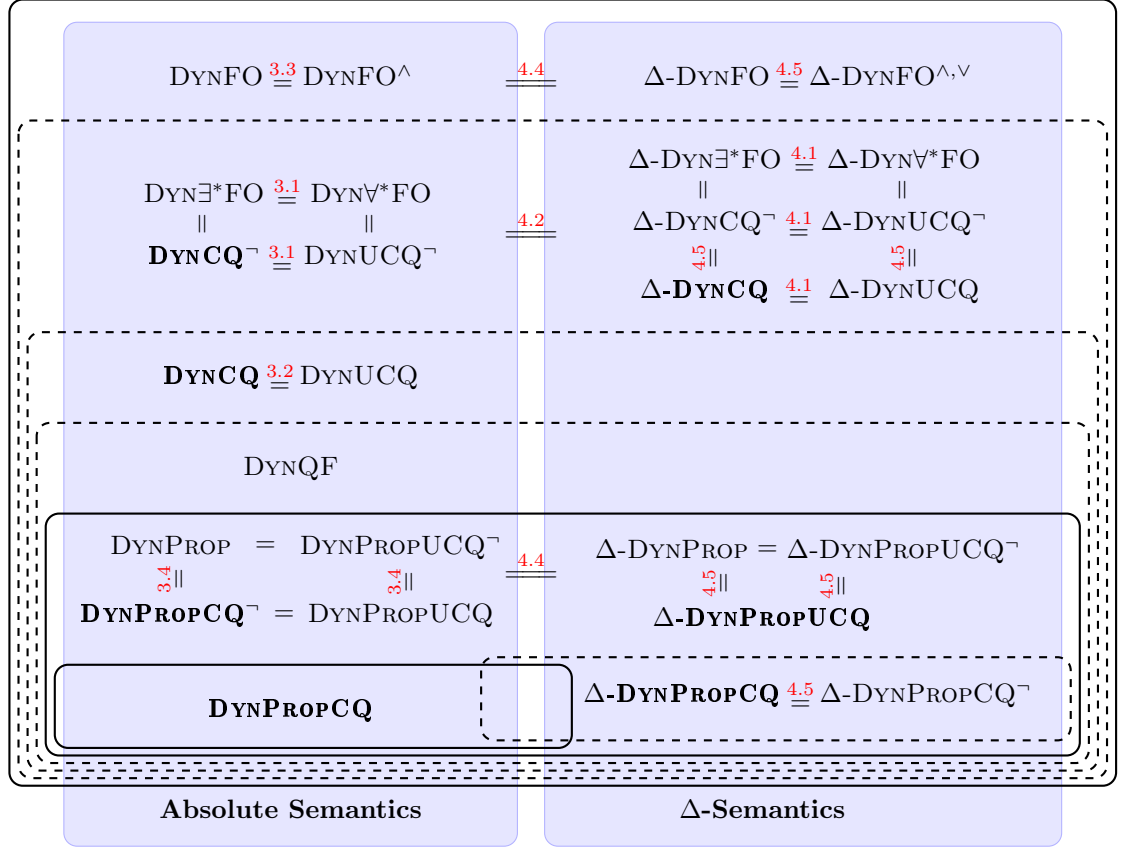 DYNFO 3.3 = DYNFO^∧ 4.4 = Δ-DYNFO 4.5 = Δ-DYNFO^∧,∨
Δ-DYN∃*FO 4.1 = Δ-DYN∀*FO
DYN∃*FO 3.1 = DYN∀*FO = =
= = 4.2 = Δ-DYNCQ¬ 4.1 = Δ-DYNUCQ¬
DYNCQ¬ 3.1 = DYNUCQ¬ 4.5 = 4.5 =
Δ-DYNCQ 4.1 = Δ-DYNUCQ
DYNCQ 3.2 = DYNUCQ
DYNQF
DYNPROP = DYNPROPUCQ¬ 4.4 = Δ-DYNPROP = Δ-DYNPROPUCQ¬
3.4 = 3.4 = 4.5 = 4.5 =
DYNPROPCQ¬ = DYNPROPUCQ Δ-DYNPROPUCQ
DYNPROPCQ Δ-DYNPROPCQ 4.5 = Δ-DYNPROPCQ¬
Absolute Semantics Δ-Semantics